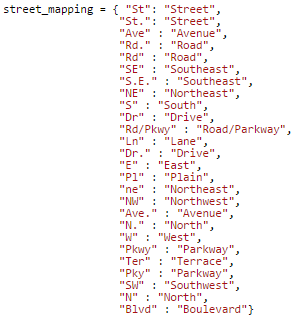 street_mapping = { "St": "Street",
"St.": "Street",
"Ave" : "Avenue",
"Rd." : "Road",
"Rd" : "Road",
"SE" : "Southeast",
"S.E." : "Southeast",
"NE" : "Northeast",
"S" : "South",
"Dr" : "Drive",
"Rd/Pkwy" : "Road/Parkway",
"Ln" : "Lane",
"Dr." : "Drive",
"E" : "East",
"Pl" : "Plain",
"ne" : "Northeast",
"NW" : "Northwest",
"Ave." : "Avenue",
"N." : "North",
"W" : "West",
"Pkwy" : "Parkway",
"Ter" : "Terrace",
"Pky" : "Parkway",
"SW" : "Southwest",
"N" : "North",
"Blvd" : "Boulevard"}